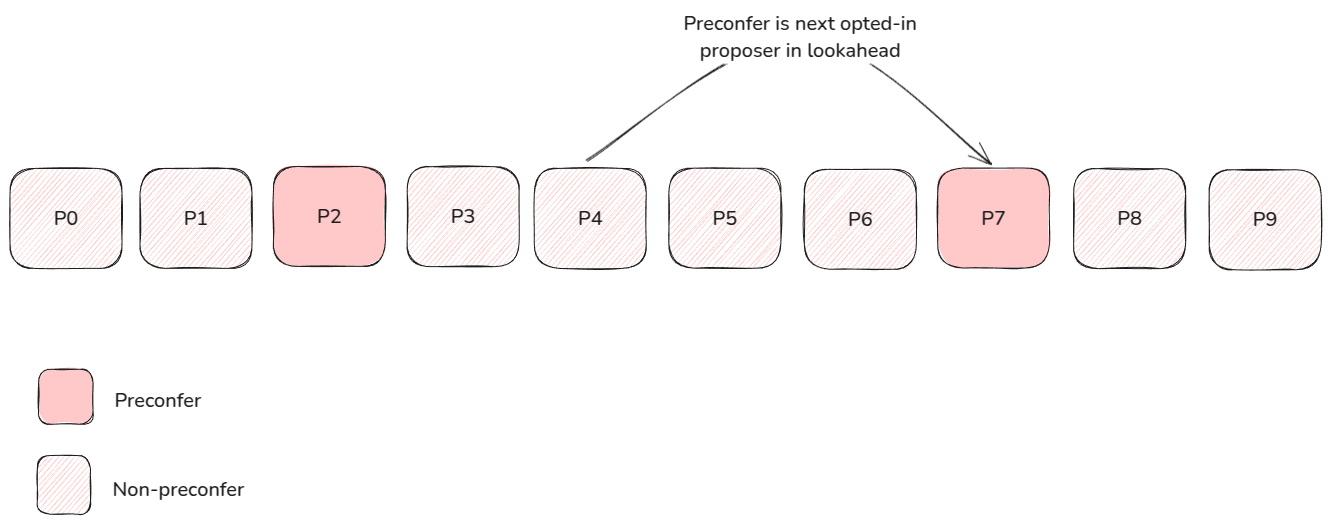 Preconfer is next opted-in
proposer in lookahead
P0
P1
P2
P3
P4
P5
P6
P7
P8
P9
Preconfer
Non-preconfer